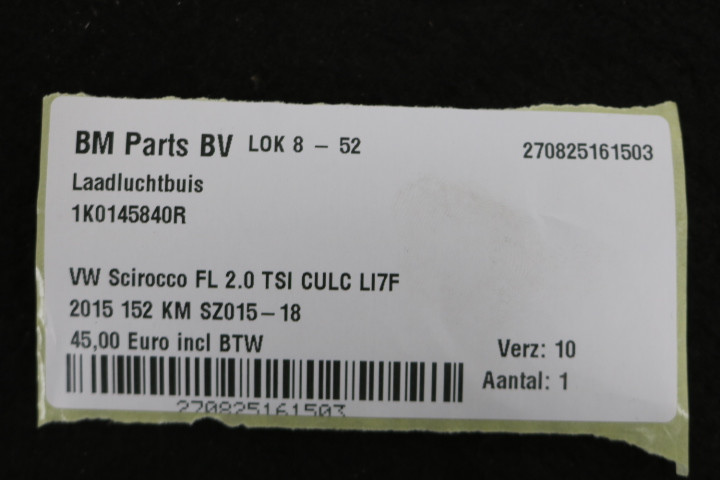 BM Parts BV LOK 8 - 52 270825161503
Laadluchtbuis
1K0145840R
VW Scirocco FL 2.0 TSI CULC LI7F
2015 152 KM SZ015-18
45,00 Euro incl BTW
Verz: 10
Aantal: 1
270825161503